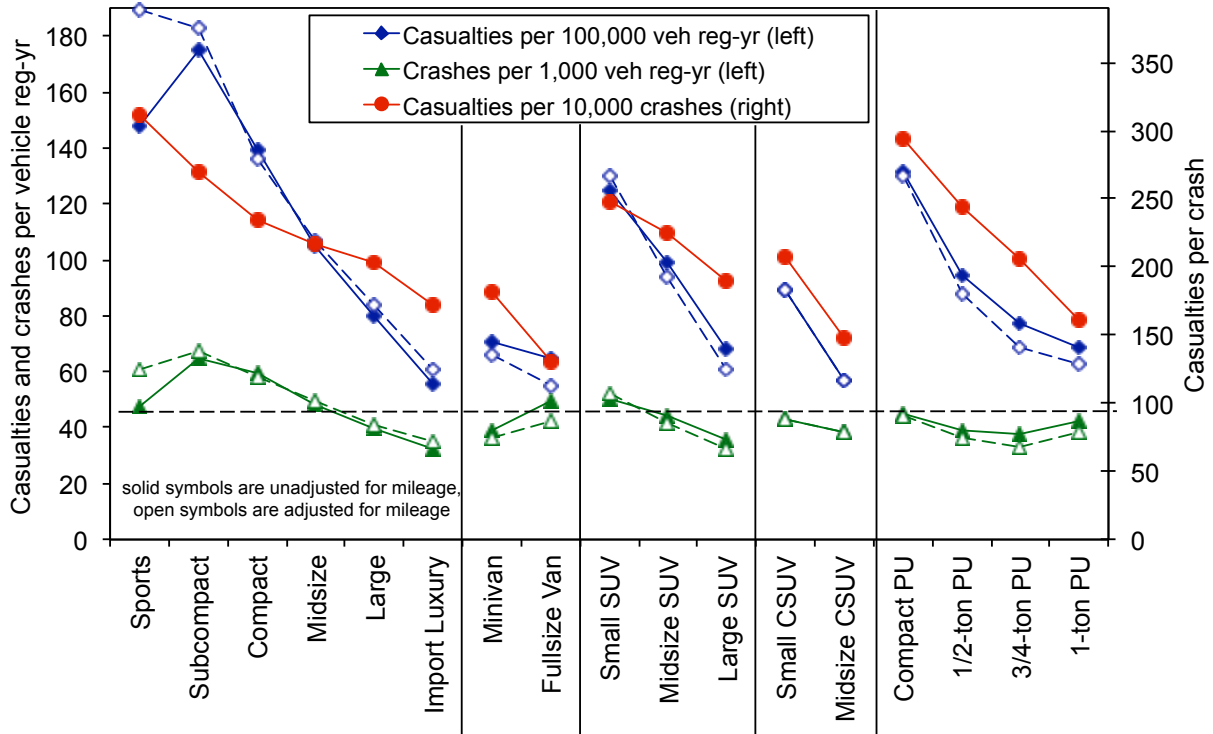 Casualties and crashes per vehicle reg-yr
180
160
140
120
100
80
60
40
20
0
Casualties per 100,000 veh reg-yr (left)
Crashes per 1,000 veh reg-yr (left)
Casualties per 10,000 crashes (right)
solid symbols are unadjusted for mileage,
open symbols are adjusted for mileage
350
300
250
200
150
100
50
0
Casualties per crash
Sports
Subcompact
Compact
Midsize
Large
Import Luxury
Minivan
Fullsize Van
Small SUV
Midsize SUV
Large SUV
Small CSUV
Midsize CSUV
Compact PU
1/2-ton PU
3/4-ton PU
1-ton PU